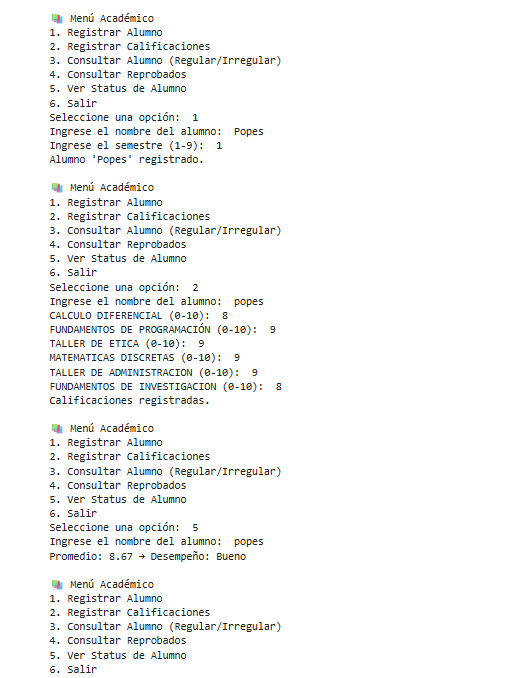 📚 Menú Académico
1. Registrar Alumno
2. Registrar Calificaciones
3. Consultar Alumno (Regular/Irregular)
4. Consultar Reprobados
5. Ver Status de Alumno
6. Salir
Seleccione una opción:  1
Ingrese el nombre del alumno:  Popes
Ingrese el semestre (1-9):  1
Alumno 'Popes' registrado.

📚 Menú Académico
1. Registrar Alumno
2. Registrar Calificaciones
3. Consultar Alumno (Regular/Irregular)
4. Consultar Reprobados
5. Ver Status de Alumno
6. Salir
Seleccione una opción:  2
Ingrese el nombre del alumno:  popes
CALCULO DIFERENCIAL (0-10):  8
FUNDAMENTOS DE PROGRAMACIÓN (0-10):  9
TALLER DE ETICA (0-10):  9
MATEMATICAS DISCRETAS (0-10):  9
TALLER DE ADMINISTRACION (0-10):  9
FUNDAMENTOS DE INVESTIGACION (0-10):  8
Calificaciones registradas.

📚 Menú Académico
1. Registrar Alumno
2. Registrar Calificaciones
3. Consultar Alumno (Regular/Irregular)
4. Consultar Reprobados
5. Ver Status de Alumno
6. Salir
Seleccione una opción:  5
Ingrese el nombre del alumno:  popes
Promedio: 8.67 → Desempeño: Bueno

📚 Menú Académico
1. Registrar Alumno
2. Registrar Calificaciones
3. Consultar Alumno (Regular/Irregular)
4. Consultar Reprobados
5. Ver Status de Alumno
6. Salir